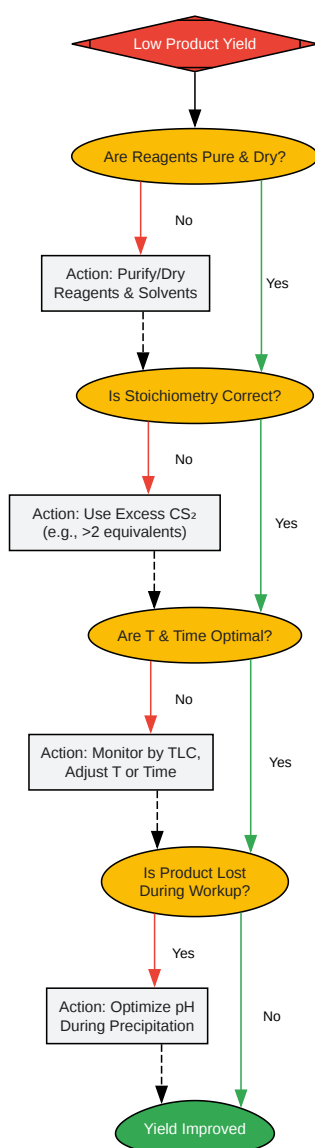 Low Product Yield
Are Reagents Pure & Dry?
No
Action: Purify/Dry
Reagents & Solvents
Yes
Is Stoichiometry Correct?
No
Action: Use Excess CS₂
(e.g., >2 equivalents)
Yes
Are T & Time Optimal?
No
Action: Monitor by TLC,
Adjust T or Time
Yes
Is Product Lost
During Workup?
Yes
Action: Optimize pH
During Precipitation
No
Yield Improved